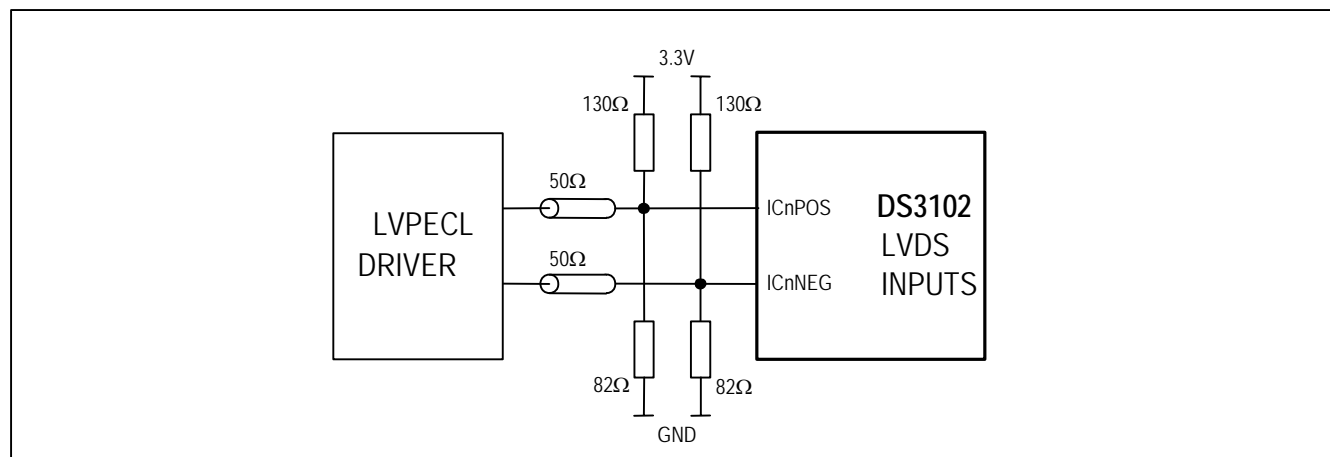 3.3V
130Ω
130Ω
50Ω
LVPECL
DRIVER
50Ω
ICnPOS
ICnNEG
DS3102
LVDS
INPUTS
82Ω
82Ω
GND